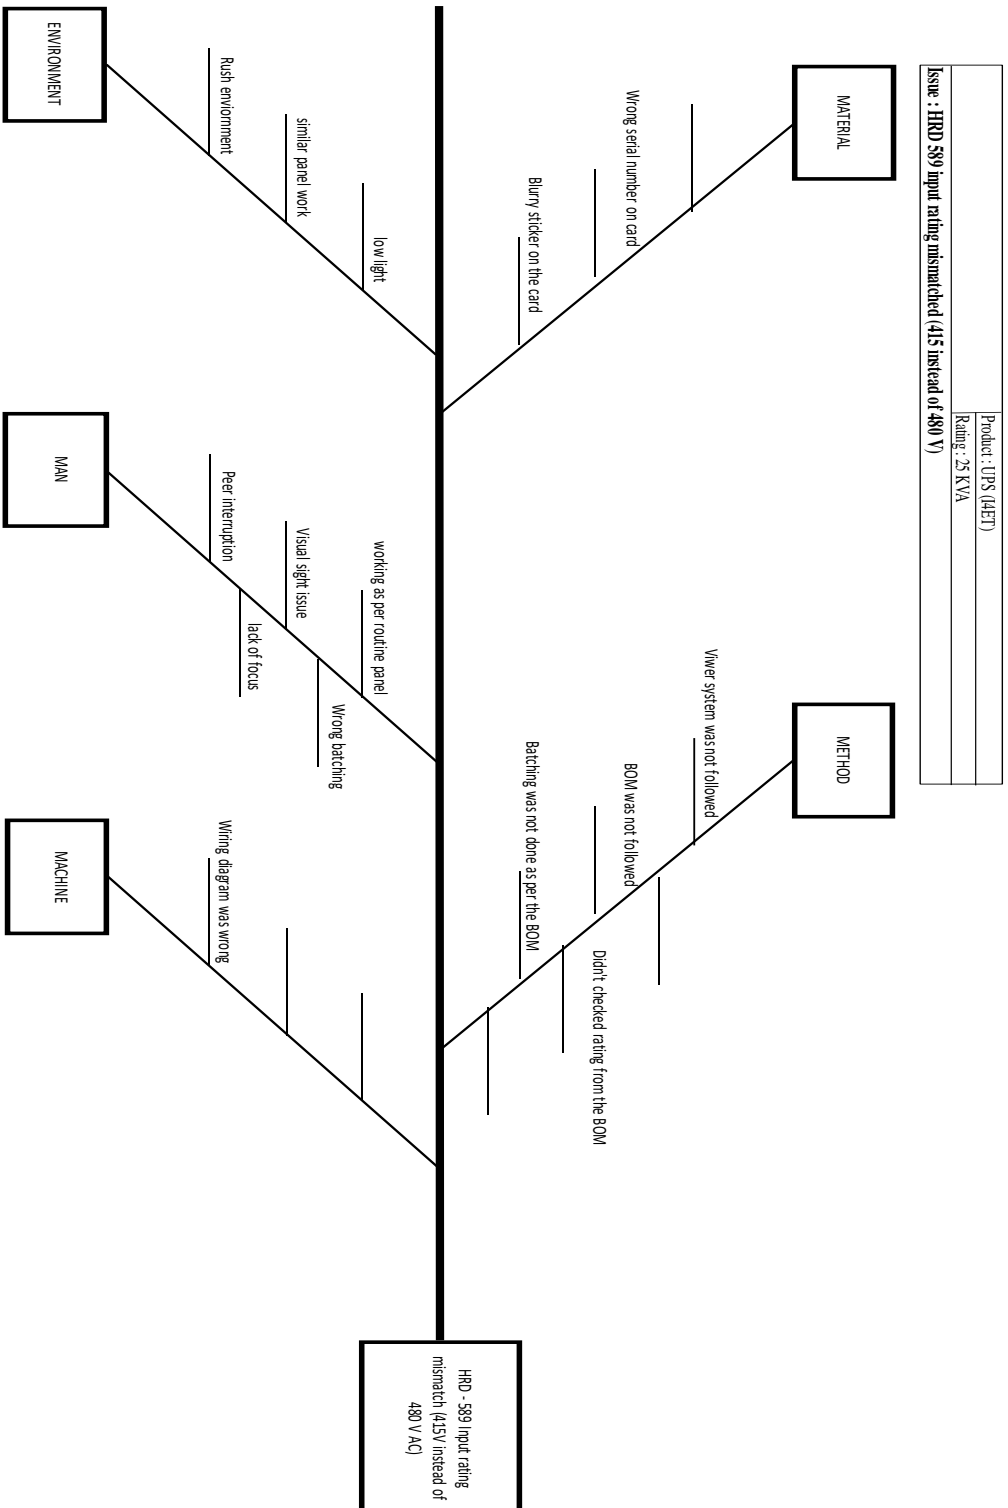 Product : UPS (I4ET)
Rating : 25 KVA
Issue : HRD 589 input rating mismatched (415 instead of 480 V)
MATERIAL
METHOD
Wrong serial number on card
Blurry sticker on the card
Viwer system was not followed
BOM was not followed
Didn't checked rating from the BOM
Batching was not done as per the BOM
HRD - 589 Input rating
mismatch (415V instead of
480 V AC)
low light
similar panel work
Rush enviornment
working as per routine panel
Wrong batching
Visual sight issue
lack of focus
Peer interruption
Wiring diagram was wrong
ENVIRONMENT
MAN
MACHINE